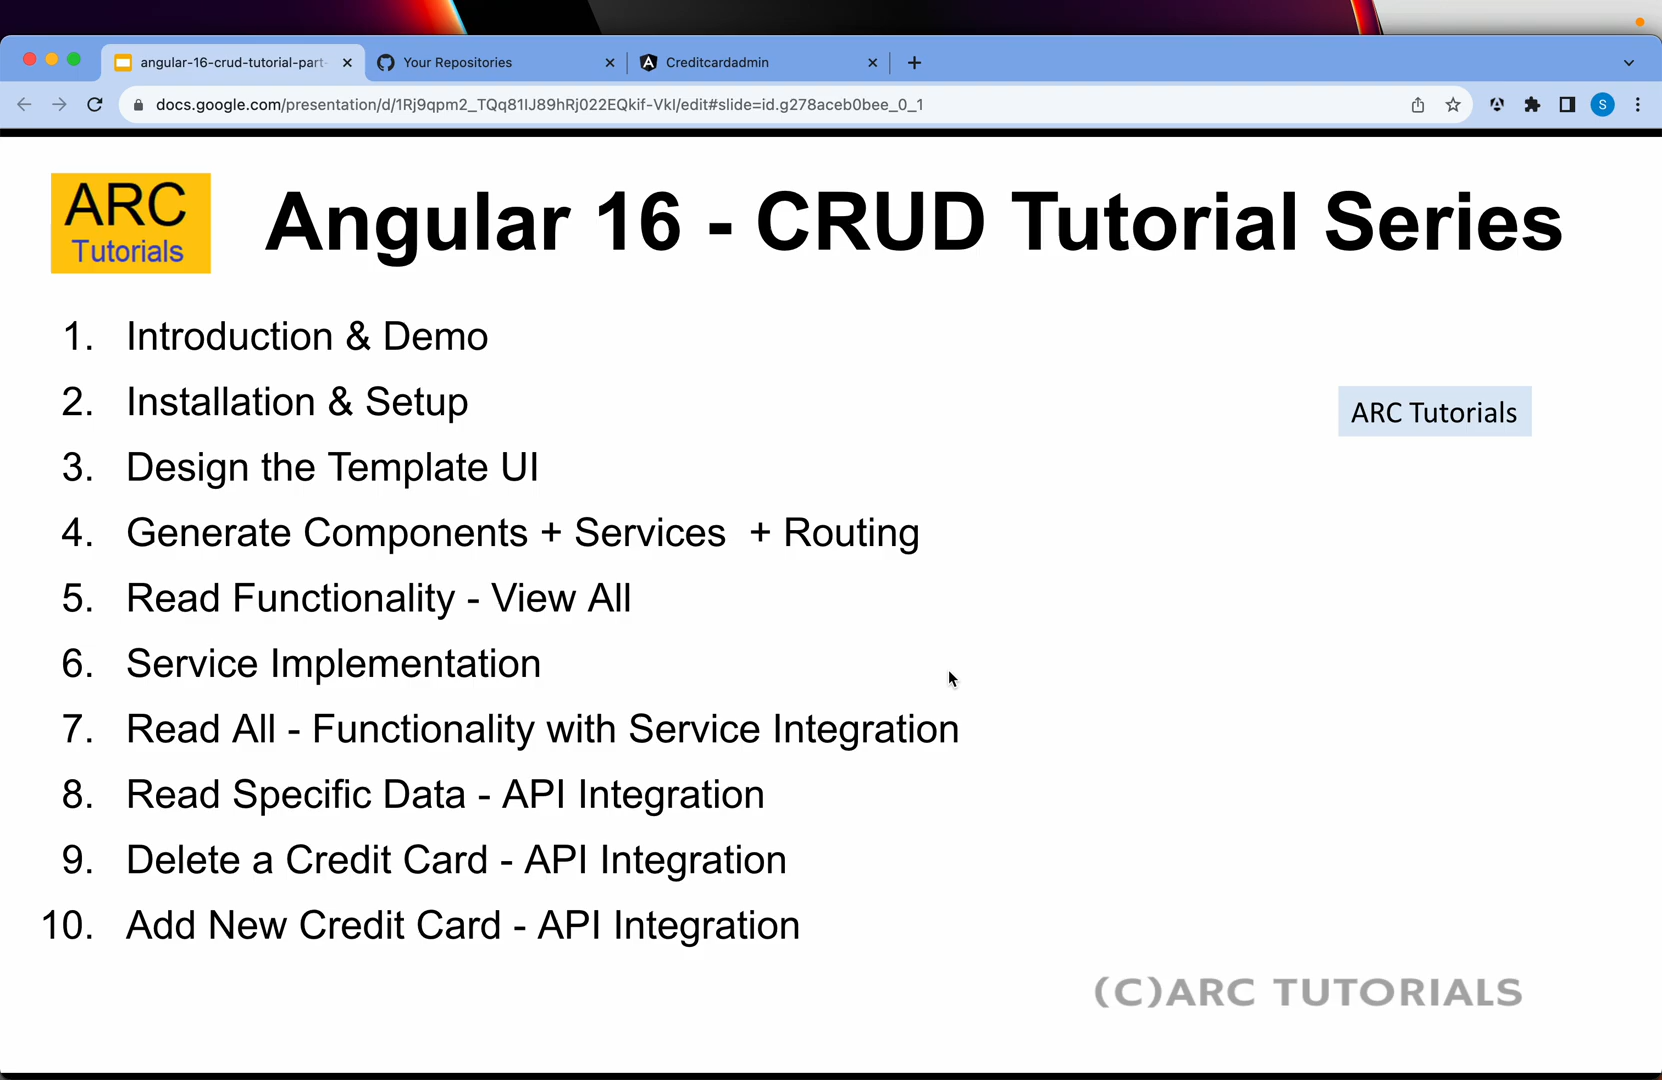 angular-16-crud-tutorial-part-
Your Repositories
Creditcardadmin
docs.google.com/presentation/d/1Rj9qpm2_TQq81IJ89hRj022EQkif-VkI/edit#slide=id.g278aceb0bee_0_1
S
ARC
Tutorials
Angular 16 - CRUD Tutorial Series
1. Introduction & Demo
2. Installation & Setup
ARC Tutorials
3. Design the Template UI
4. Generate Components + Services + Routing
5. Read Functionality - View All
6. Service Implementation
7. Read All - Functionality with Service Integration
8. Read Specific Data - API Integration
9. Delete a Credit Card - API Integration
10. Add New Credit Card - API Integration
(C)ARC TUTORIALS